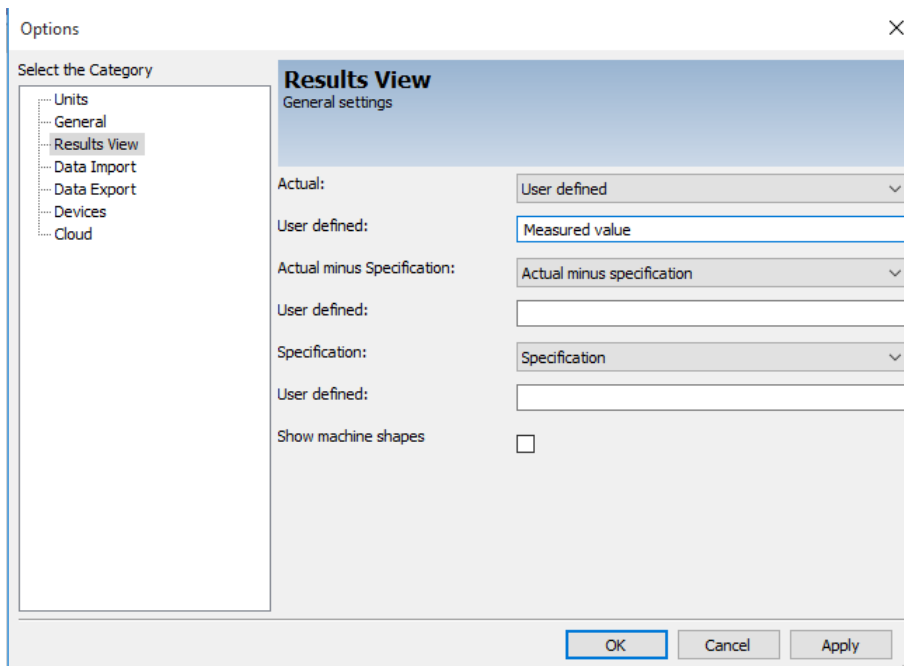 Options
Select the Category
Units
General
Results View
Data Import
Data Export
Devices
Cloud
Results View
General settings
Actual:
User defined
User defined:
Measured value
Actual minus Specification:
Actual minus specification
User defined:
Specification:
Specification
User defined:
Show machine shapes
OK
Cancel
Apply